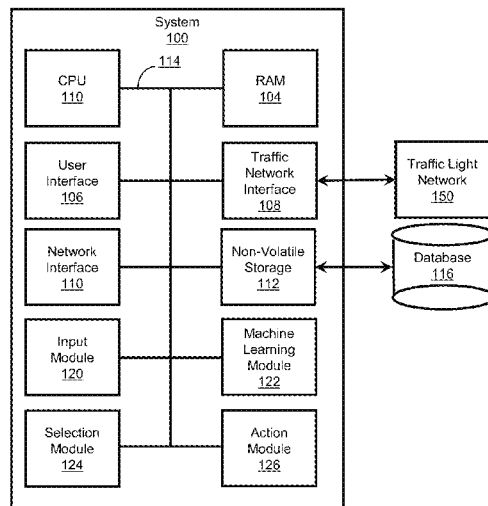 System
100
114
CPU
110
RAM
104
User
Interface
106
Traffic
Network
Interface
108
Traffic Light
Network
150
Network
Interface
110
Non-Volatile
Storage
112
Database
116
Input
Module
120
Machine
Learning
Module
122
Selection
Module
124
Action
Module
126